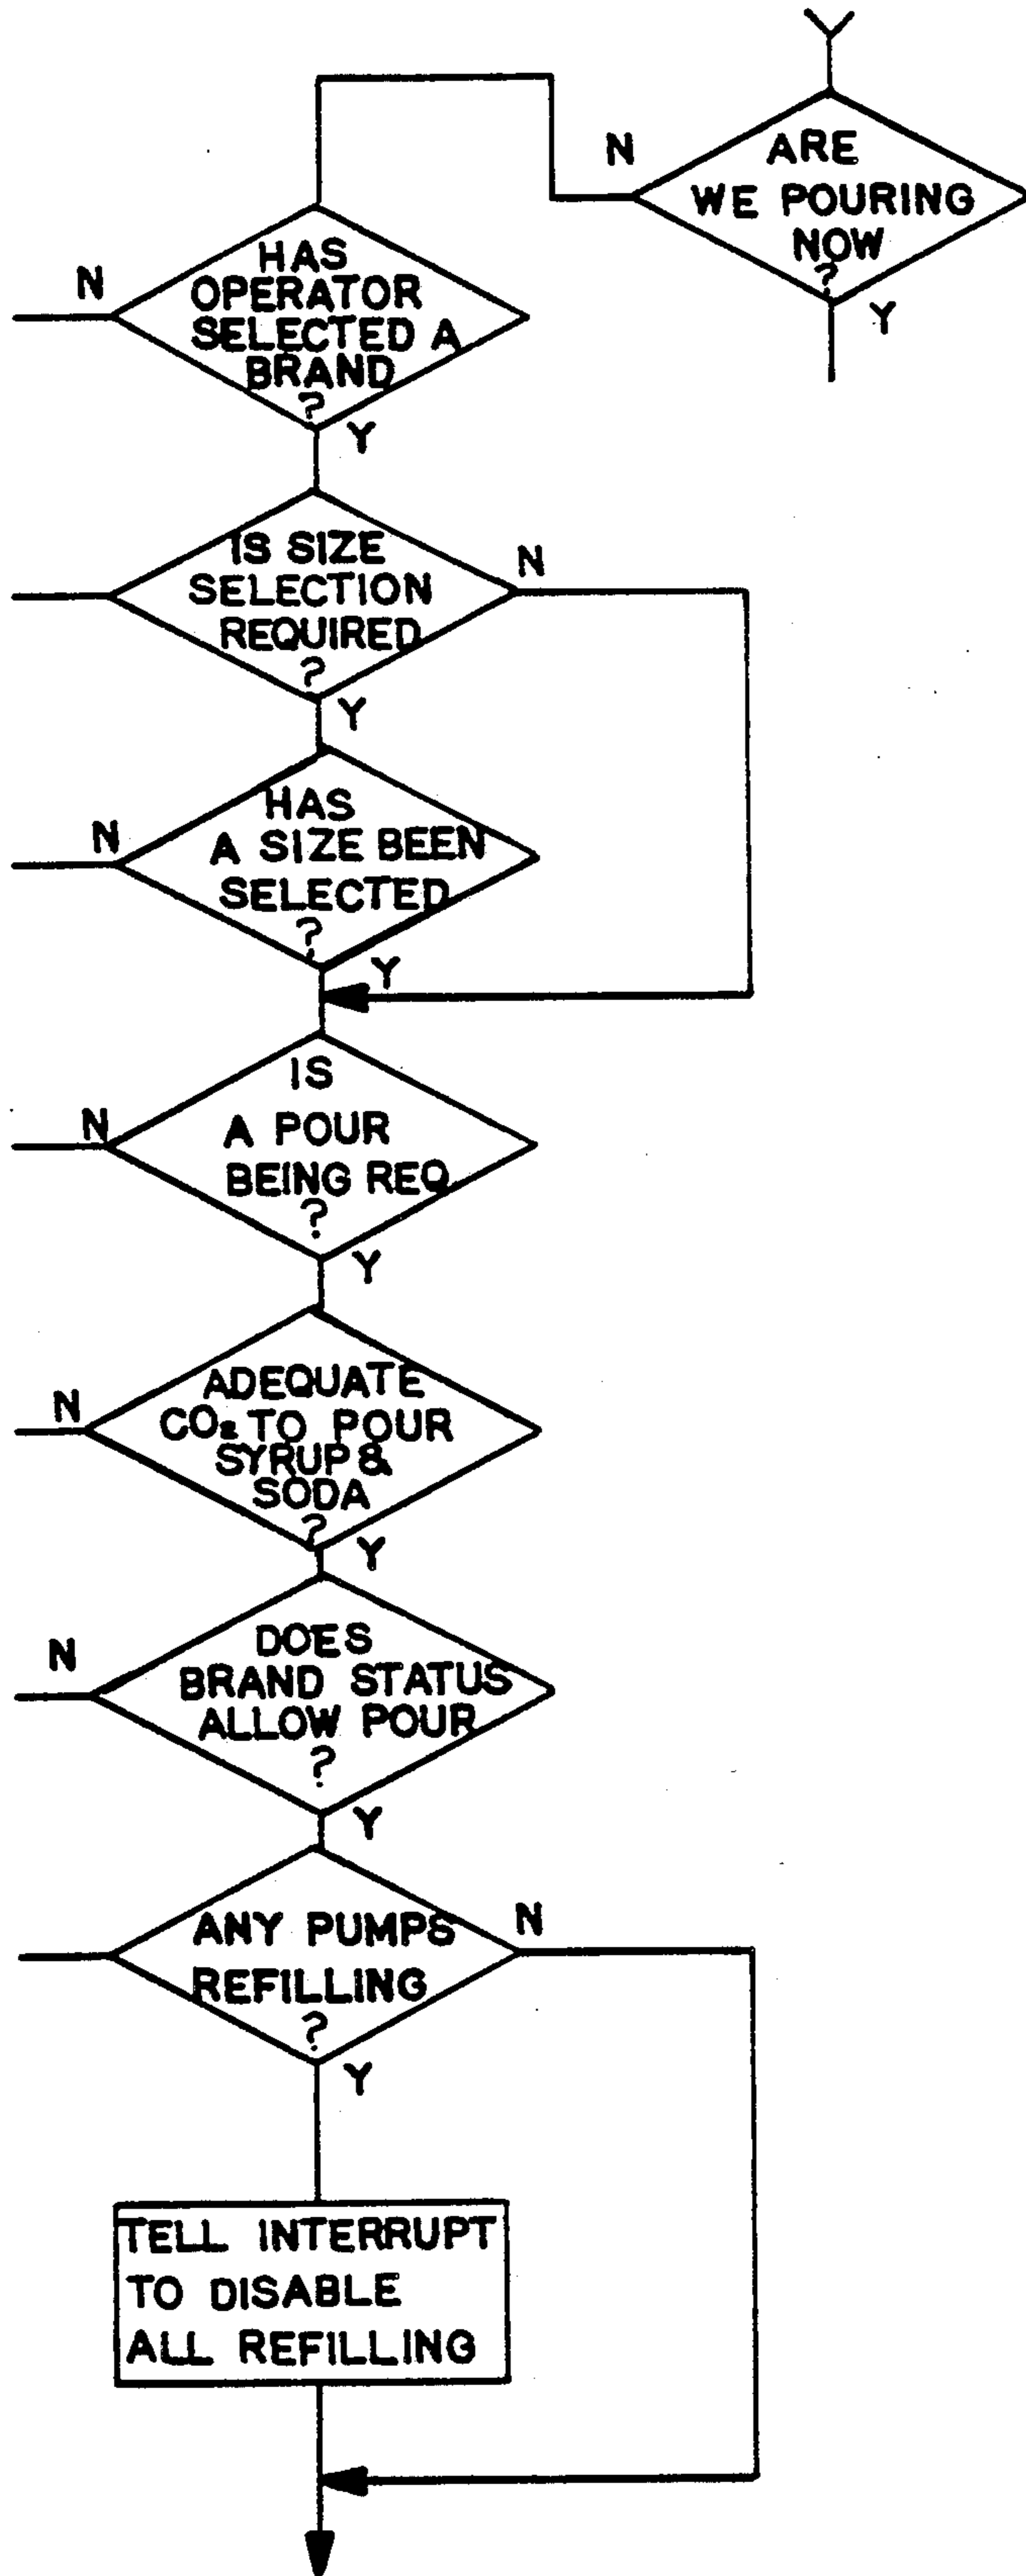 N
ARE
WE POURING
NOW
?
Y
N
HAS
OPERATOR
SELECTED A
BRAND
?
Y
IS SIZE
SELECTION
REQUIRED
?
N
Y
N
HAS
A SIZE BEEN
SELECTED
?
Y
N
IS
A POUR
BEING REQ
?
Y
N
ADEQUATE
CO₂ TO POUR
SYRUP &
SODA
?
Y
N
DOES
BRAND STATUS
ALLOW POUR
?
Y
ANY PUMPS
REFILLING
?
N
Y
TELL INTERRUPT
TO DISABLE
ALL REFILLING